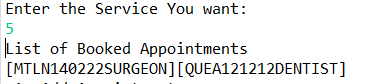 Enter the Service You want:
5
List of Booked Appointments
[MTLN140222SURGEON][QUEA121212DENTIST]